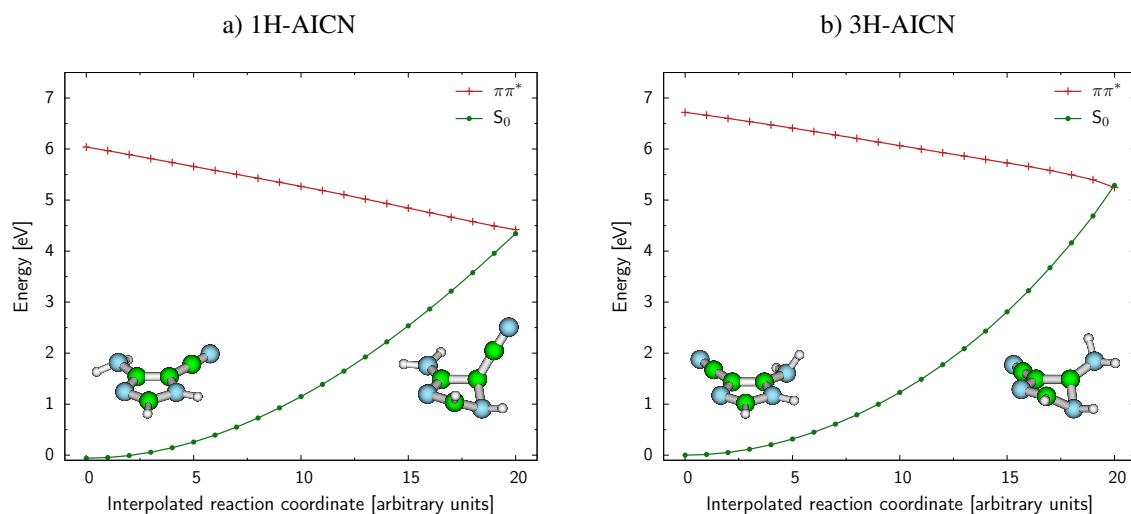 a) 1H-AICN
b) 3H-AICN
7
6
5
4
3
2
1
0
Energy [eV]
ππ*
S₀
0
5
10
15
20
Interpolated reaction coordinate [arbitrary units]
7
6
5
4
3
2
1
0
Energy [eV]
ππ*
S₀
0
5
10
15
20
Interpolated reaction coordinate [arbitrary units]